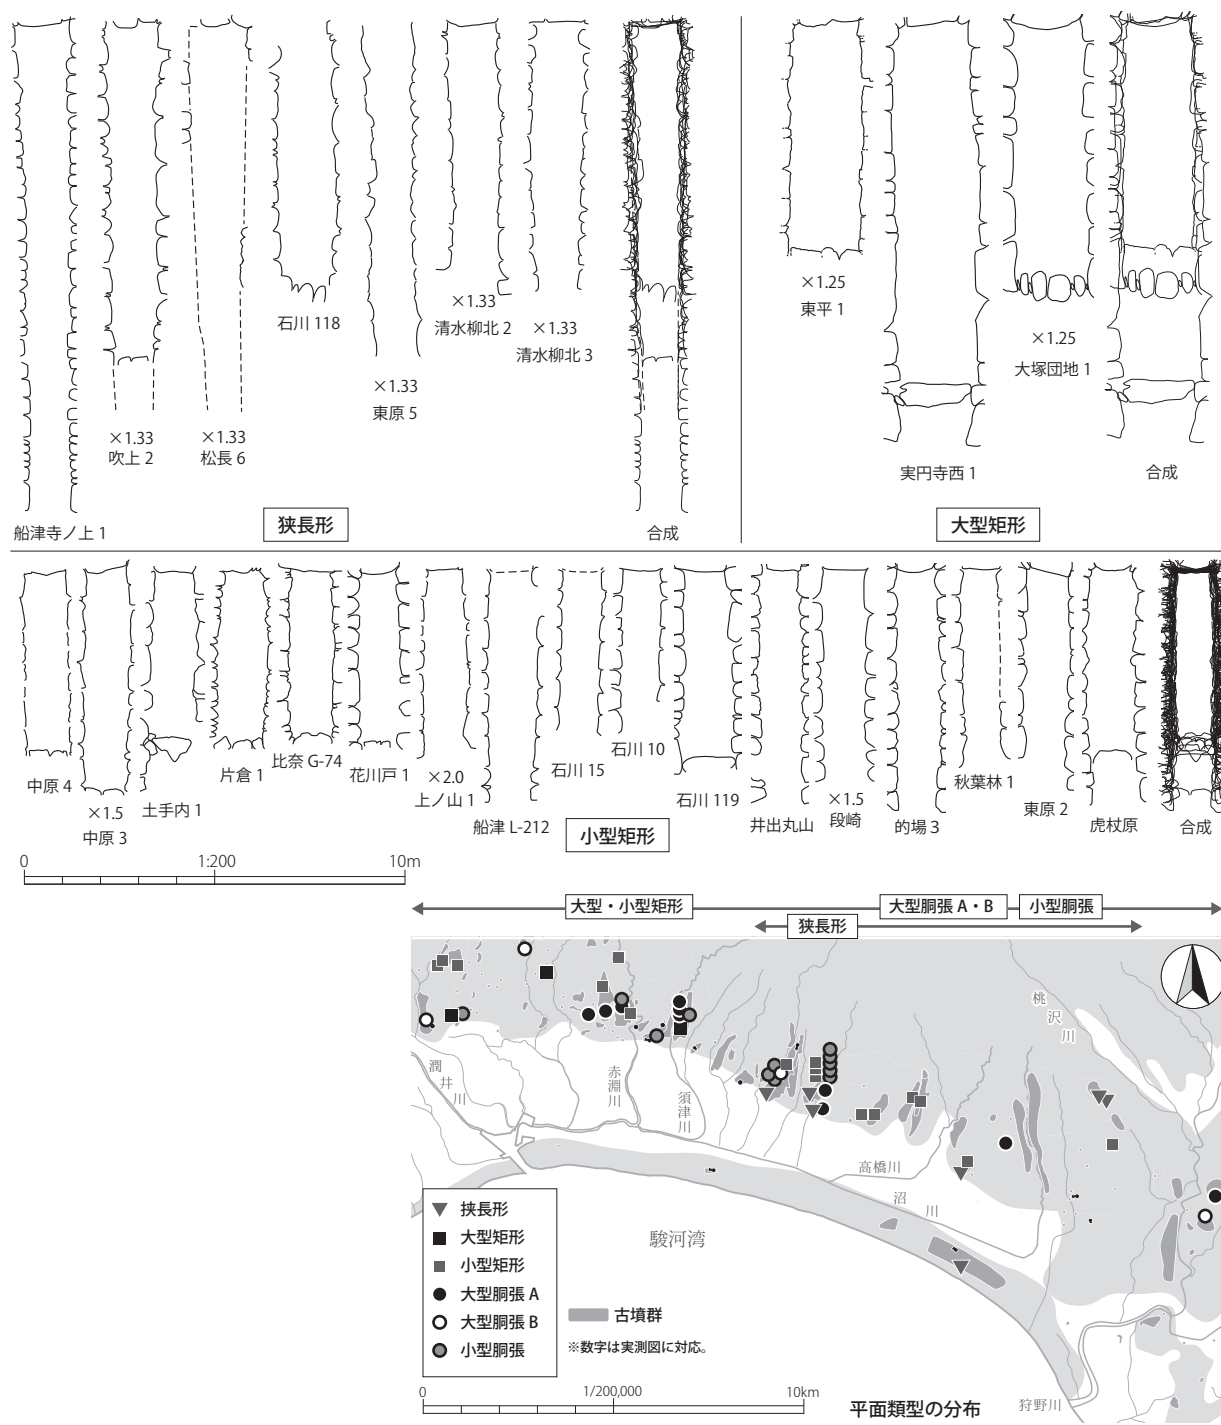 ×1.33
吹上 2
×1.33
松長 6
石川 118
×1.33
東原 5
×1.33
清水柳北 2
×1.33
清水柳北 3
船津寺ノ上 1
狭長形
合成
×1.25
東平 1
実円寺西 1
×1.25
大塚団地 1
合成
大型矩形
中原 4
×1.5
中原 3
土手内 1
片倉 1
比奈 G-74
花川戸 1
×2.0
上ノ山 1
船津 L-212
石川 15
石川 10
石川 119
井出丸山
×1.5
段崎
的場 3
秋葉林 1
東原 2
虎杖原
合成
小型矩形
0 1:200 10m
大型・小型矩形
大型胴張 A・B
小型胴張
狭長形
桃沢川
潤井川
赤淵川
須津川
高橋川
沼川
駿河湾
狩野川
狭長形
大型矩形
小型矩形
大型胴張 A
大型胴張 B
小型胴張
古墳群
※数字は実測図に対応。
0 1/200,000 10km
平面類型の分布